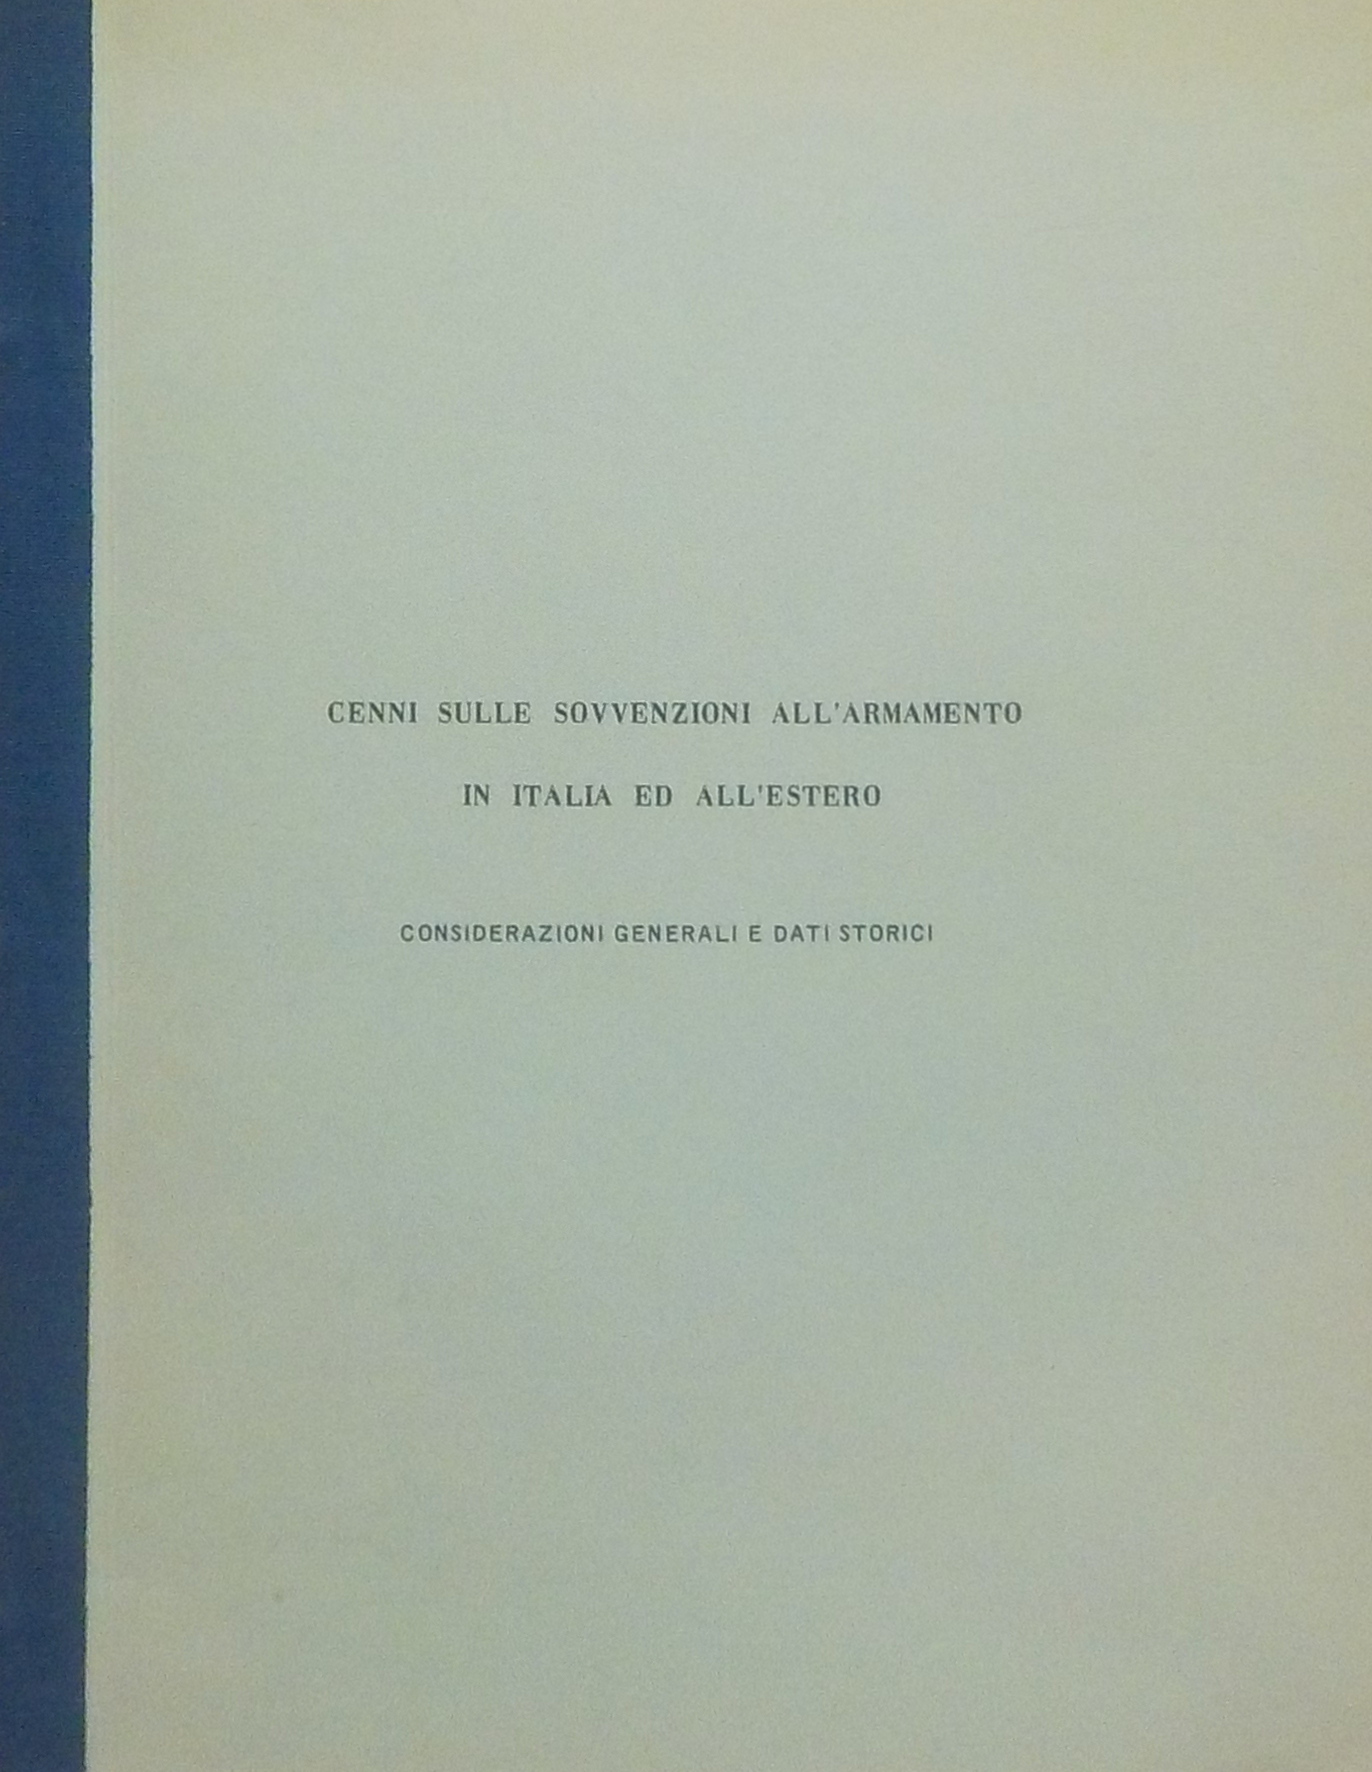 CENNI SULLE SOVVENZIONI ALL'ARMAMENTO
IN ITALIA ED ALL'ESTERO
CONSIDERAZIONI GENERALI E DATI STORICI